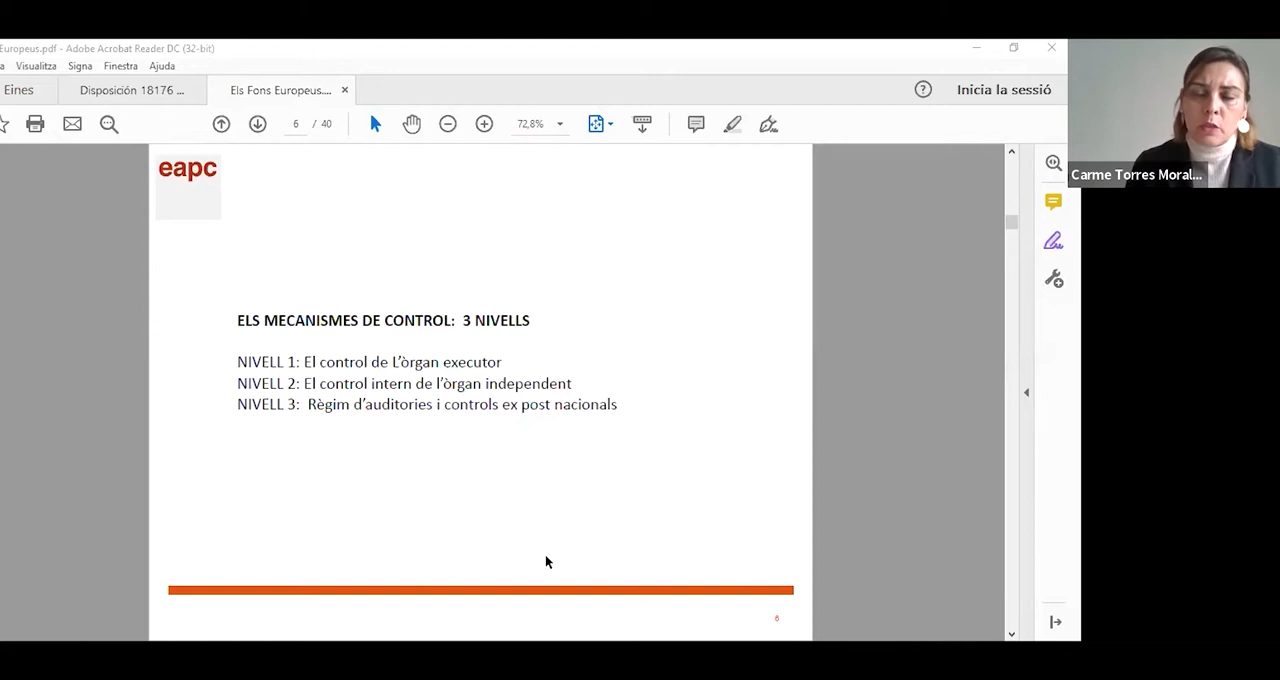 Europeus.pdf - Adobe Acrobat Reader DC (32-bit)
a Visualitza Signa Finestra Ajuda
Eines Disposición 18176 ... Els Fons Europeus.... Inicia la sessió
6 / 40 72,8%
Carme Torres Moral...
eapc
ELS MECANISMES DE CONTROL: 3 NIVELLS
NIVELL 1: El control de L’òrgan executor
NIVELL 2: El control intern de l’òrgan independent
NIVELL 3: Règim d’auditories i controls ex post nacionals
6